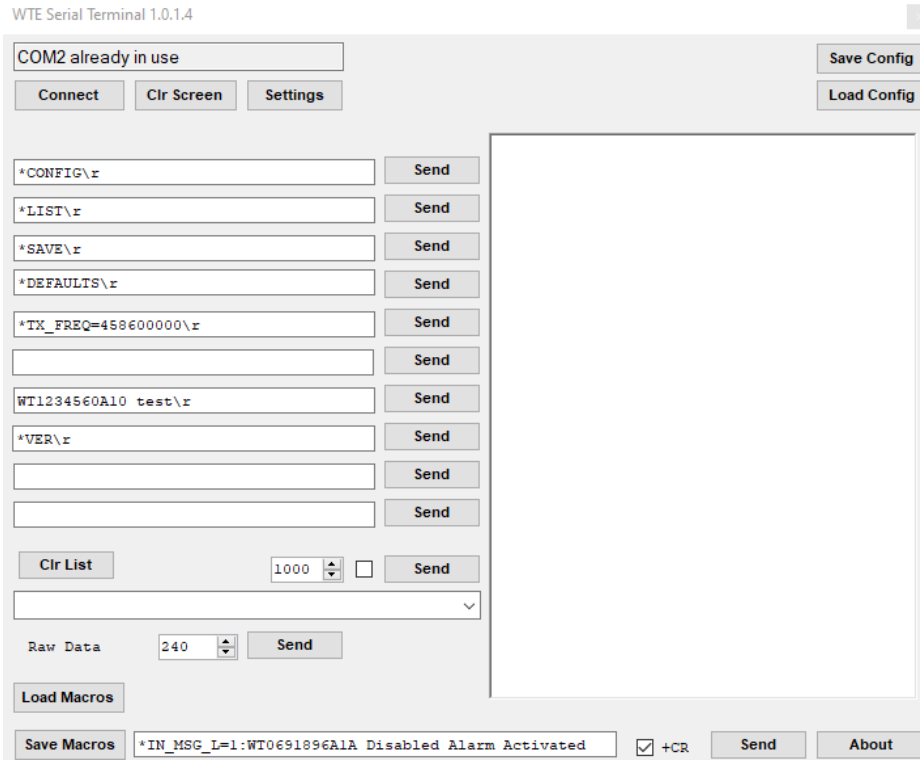 WTE Serial Terminal 1.0.1.4
COM2 already in use
Save Config
Connect
Clr Screen
Settings
Load Config
*CONFIG\r
Send
*LIST\r
Send
*SAVE\r
Send
*DEFAULTS\r
Send
*TX_FREQ=458600000\r
Send
Send
WT1234560A10 test\r
Send
*VER\r
Send
Send
Send
Clr List
1000
Send
Raw Data
240
Send
Load Macros
Save Macros
*IN_MSG_L=1:WT0691896A1A Disabled Alarm Activated
+CR
Send
About